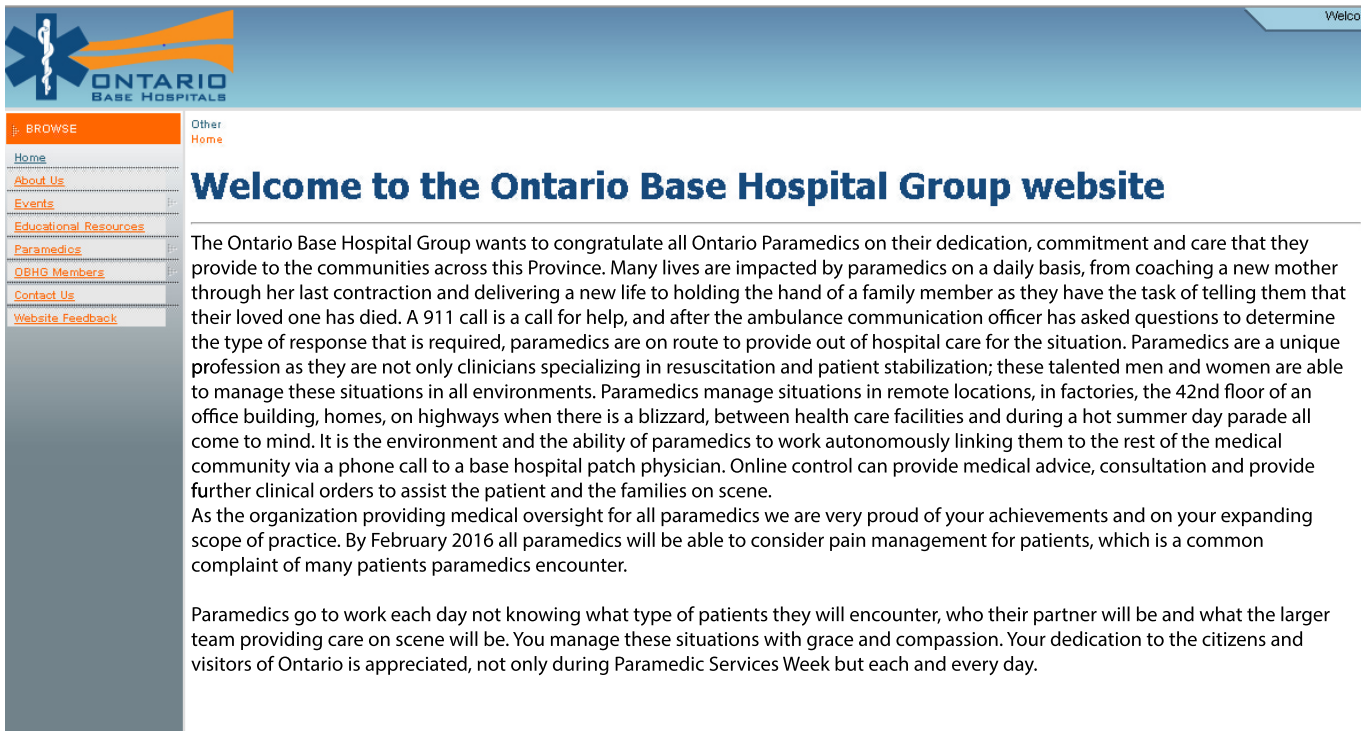 Welco
ONTARIO
BASE HOSPITALS
BROWSE
Home
About Us
Events
Educational Resources
Paramedics
OBHG Members
Contact Us
Website Feedback
Other
Home
Welcome to the Ontario Base Hospital Group website
The Ontario Base Hospital Group wants to congratulate all Ontario Paramedics on their dedication, commitment and care that they
provide to the communities across this Province. Many lives are impacted by paramedics on a daily basis, from coaching a new mother
through her last contraction and delivering a new life to holding the hand of a family member as they have the task of telling them that
their loved one has died. A 911 call is a call for help, and after the ambulance communication officer has asked questions to determine
the type of response that is required, paramedics are on route to provide out of hospital care for the situation. Paramedics are a unique
profession as they are not only clinicians specializing in resuscitation and patient stabilization; these talented men and women are able
to manage these situations in all environments. Paramedics manage situations in remote locations, in factories, the 42nd floor of an
office building, homes, on highways when there is a blizzard, between health care facilities and during a hot summer day parade all
come to mind. It is the environment and the ability of paramedics to work autonomously linking them to the rest of the medical
community via a phone call to a base hospital patch physician. Online control can provide medical advice, consultation and provide
further clinical orders to assist the patient and the families on scene.
As the organization providing medical oversight for all paramedics we are very proud of your achievements and on your expanding
scope of practice. By February 2016 all paramedics will be able to consider pain management for patients, which is a common
complaint of many patients paramedics encounter.
Paramedics go to work each day not knowing what type of patients they will encounter, who their partner will be and what the larger
team providing care on scene will be. You manage these situations with grace and compassion. Your dedication to the citizens and
visitors of Ontario is appreciated, not only during Paramedic Services Week but each and every day.